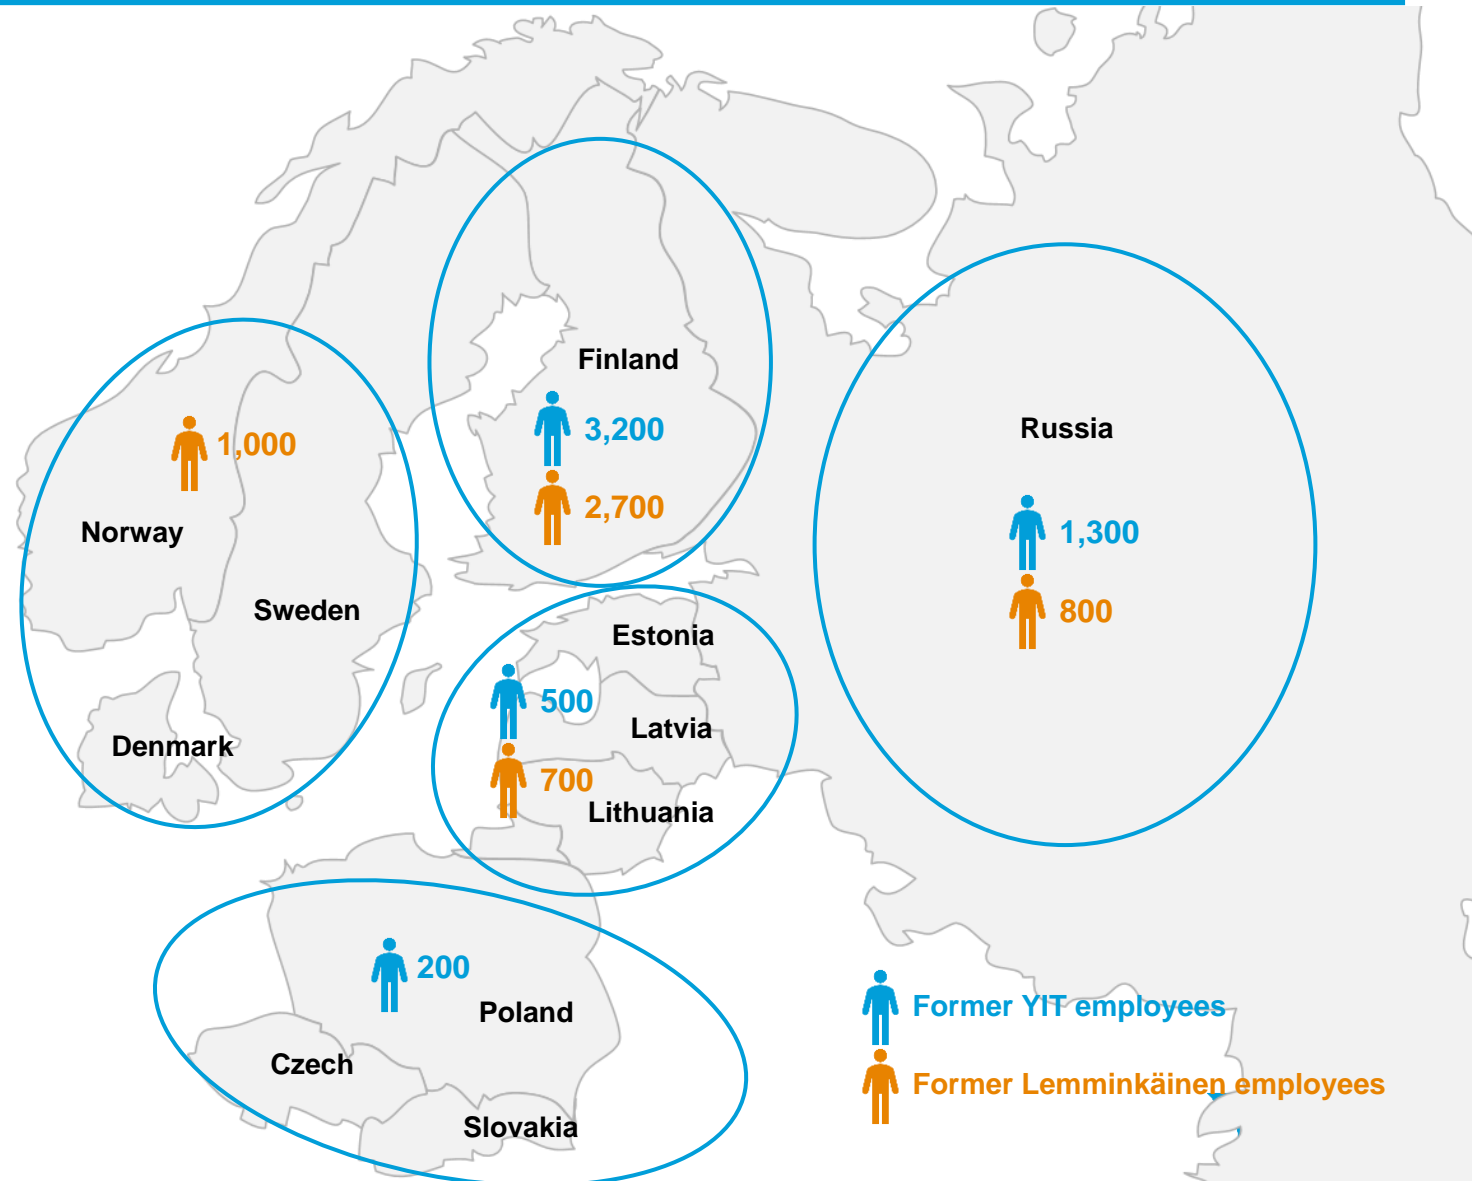 Finland
3,200
2,700
1,000
Norway
Sweden
Denmark
Russia
1,300
800
Estonia
500
Latvia
700
Lithuania
200
Poland
Czech
Slovakia
Former YIT employees
Former Lemminkäinen employees